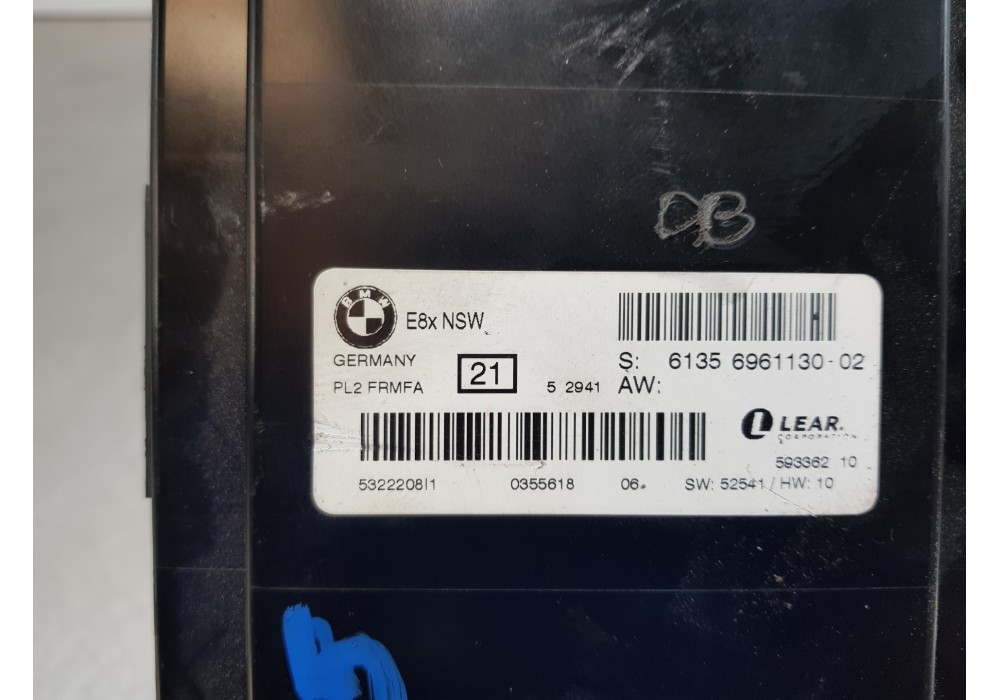 DB
BMW
E8x NSW
GERMANY
PL2 FRMFA
21
5 2941
S: 6135 6961130-02
AW:
LEAR.
CORPORATION
593362 10
5322208I1 0355618 06. SW: 52541 / HW: 10